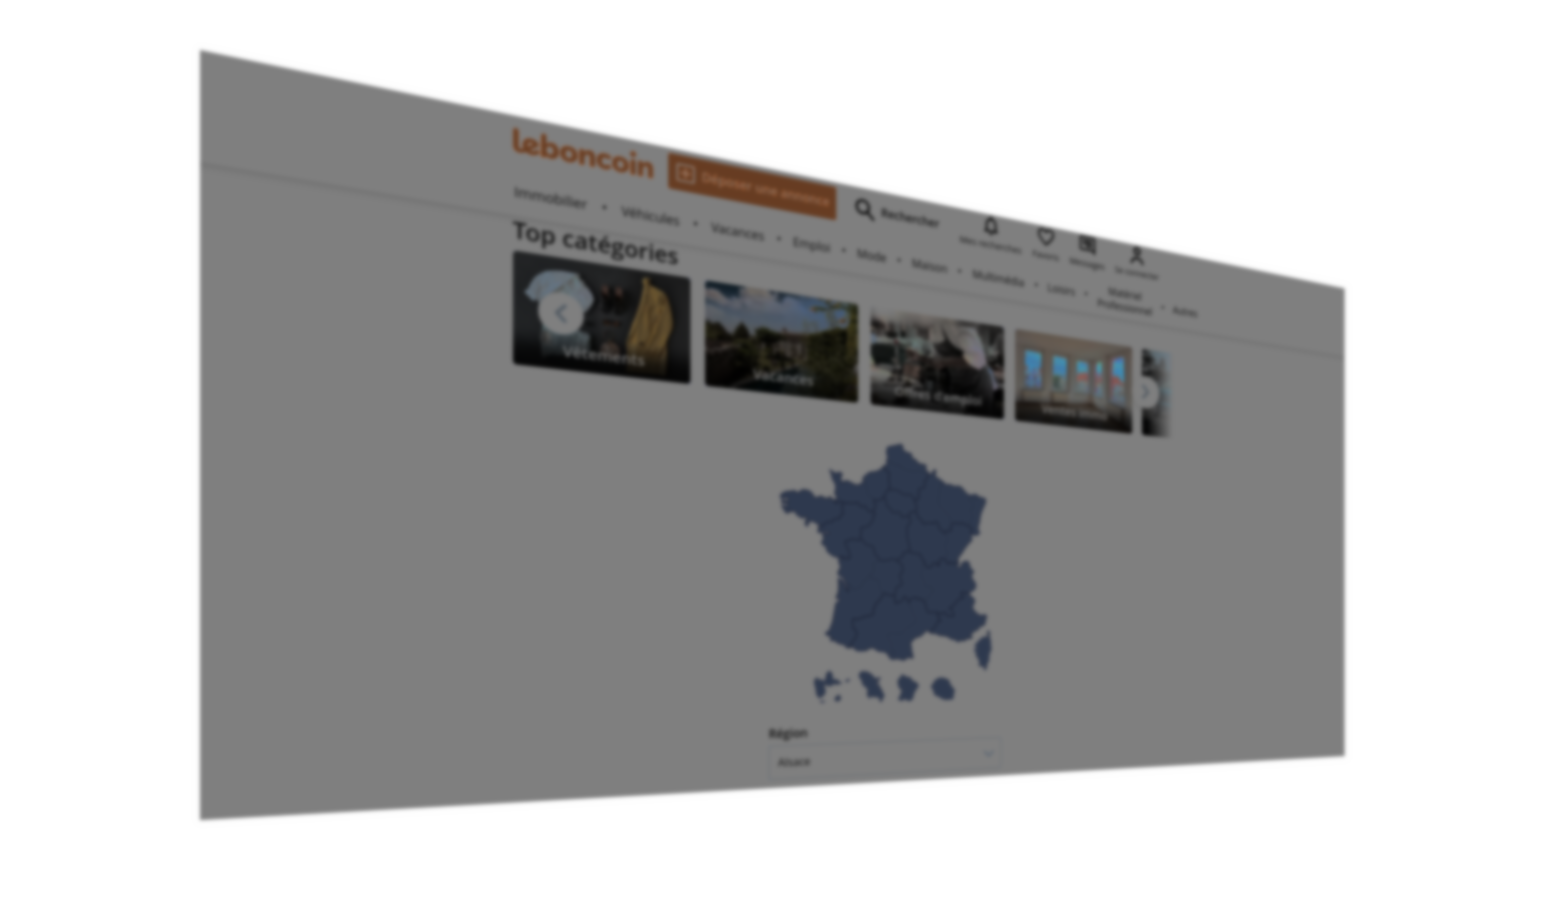 leboncoin
Déposer une annonce
Rechercher
Mes recherches
Favoris
Messages
Se connecter
Immobilier • Véhicules • Vacances • Emploi • Mode • Maison • Multimédia • Loisirs • Matériel Professionnel • Autres
Top catégories
Vêtements
Vacances
Offres d'emploi
Ventes immo
Région
Alsace